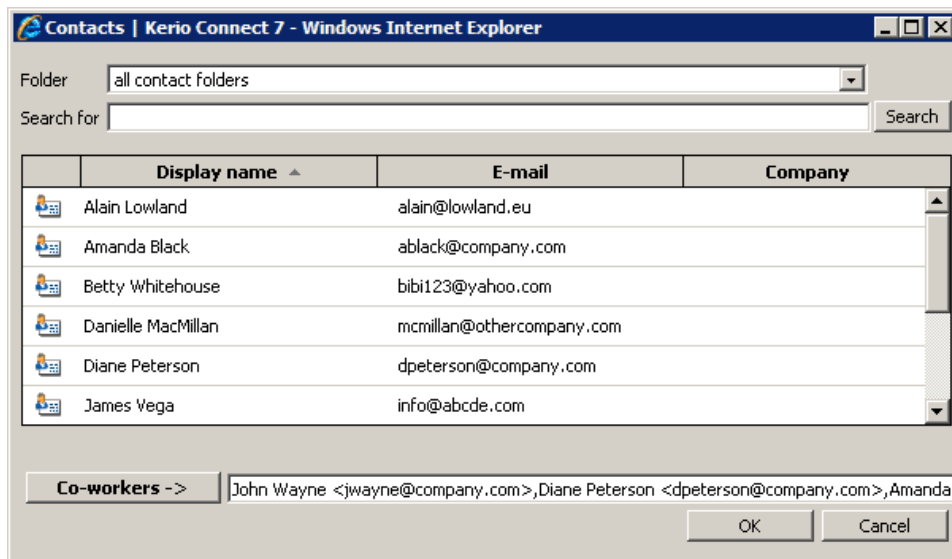 Contacts | Kerio Connect 7 - Windows Internet Explorer
Folder all contact folders
Search for Search
Display name E-mail Company
Alain Lowland alain@lowland.eu
Amanda Black ablack@company.com
Betty Whitehouse bibi123@yahoo.com
Danielle MacMillan mcmillan@othercompany.com
Diane Peterson dpeterson@company.com
James Vega info@abcde.com
Co-workers -> John Wayne <jwayne@company.com>,Diane Peterson <dpeterson@company.com>,Amanda
OK Cancel